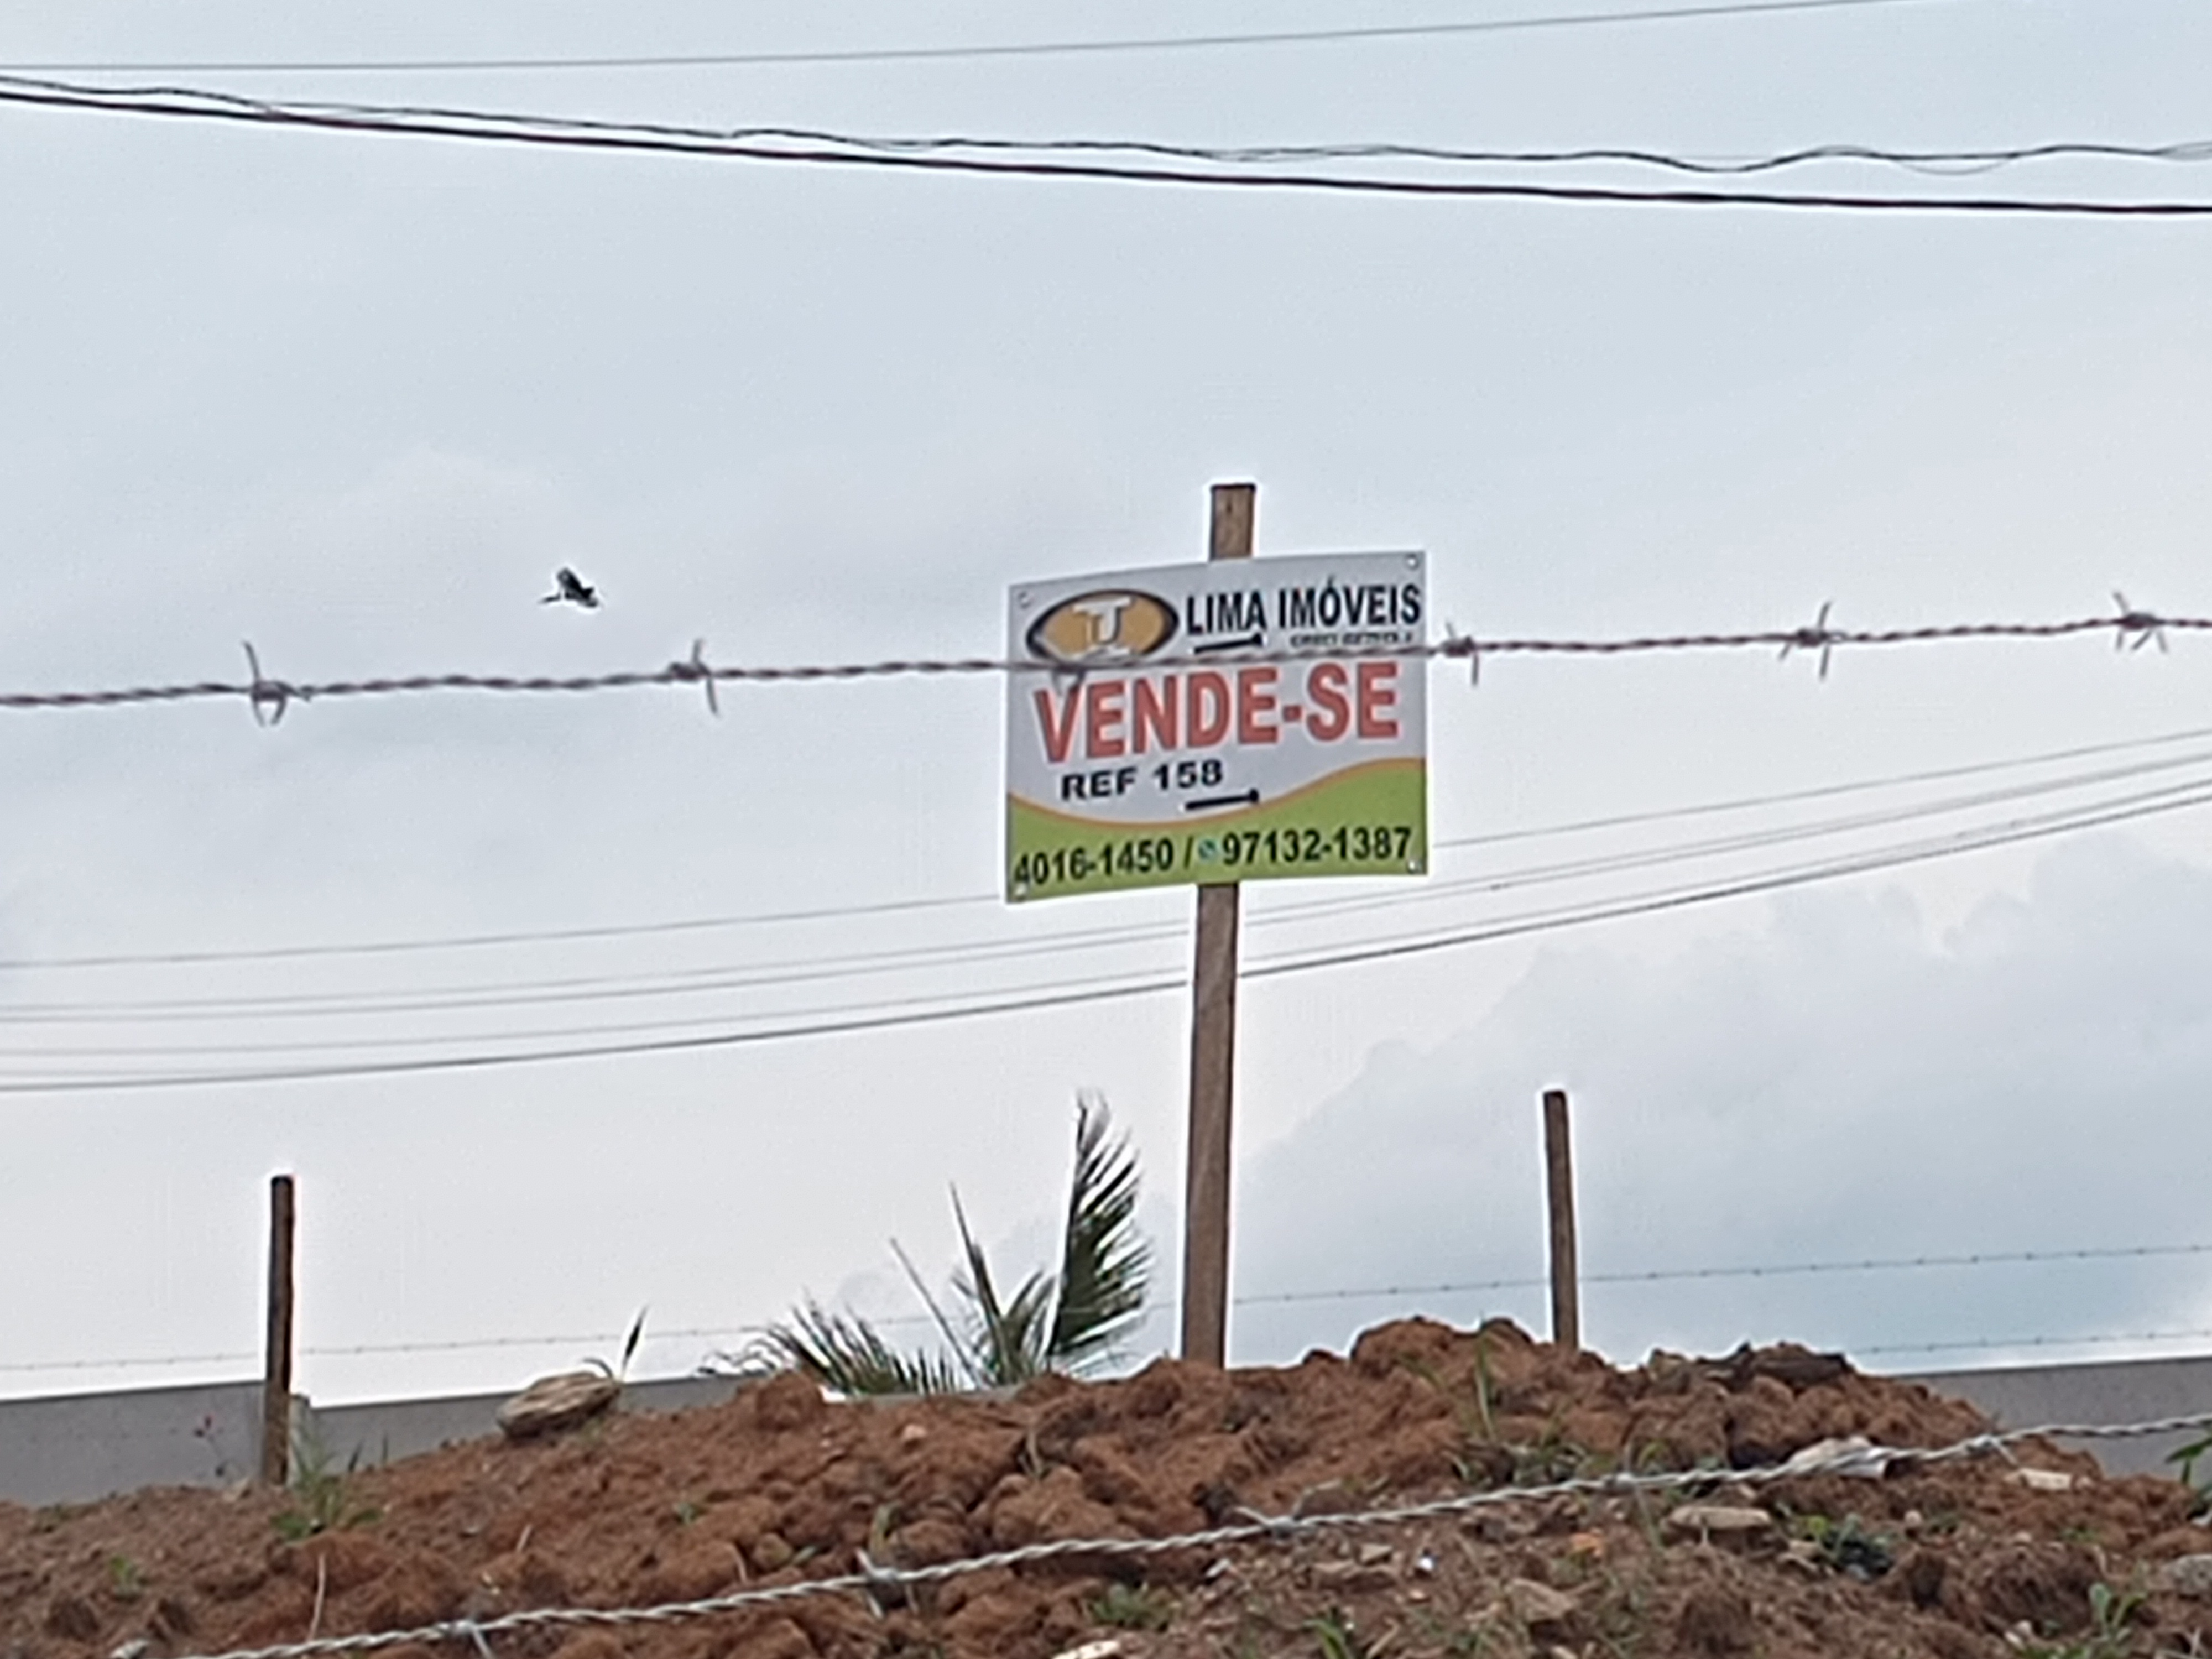 LIMA IMÓVEIS
VENDE-SE
REF 158
4016-1450 / 97132-1387